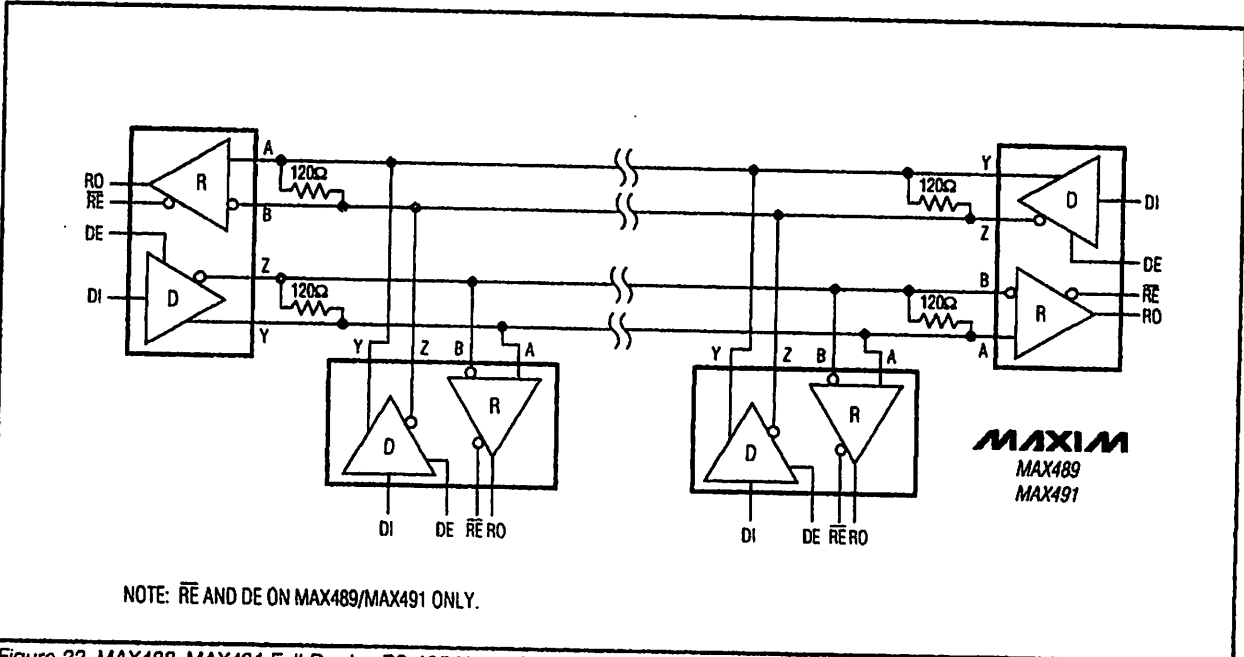 A
Y
120Ω
120Ω
RO
R
D
DI
RE
B
Z
DE
DE
Z
B
RE
DI
D
120Ω
120Ω
R
RO
Y
A
Y
Z
B
A
Y
Z
B
A
R
R
D
D
MAXIM
MAX489
MAX491
DI
DE
RE
RO
DI
DE
RE
RO
NOTE: RE AND DE ON MAX489/MAX491 ONLY.